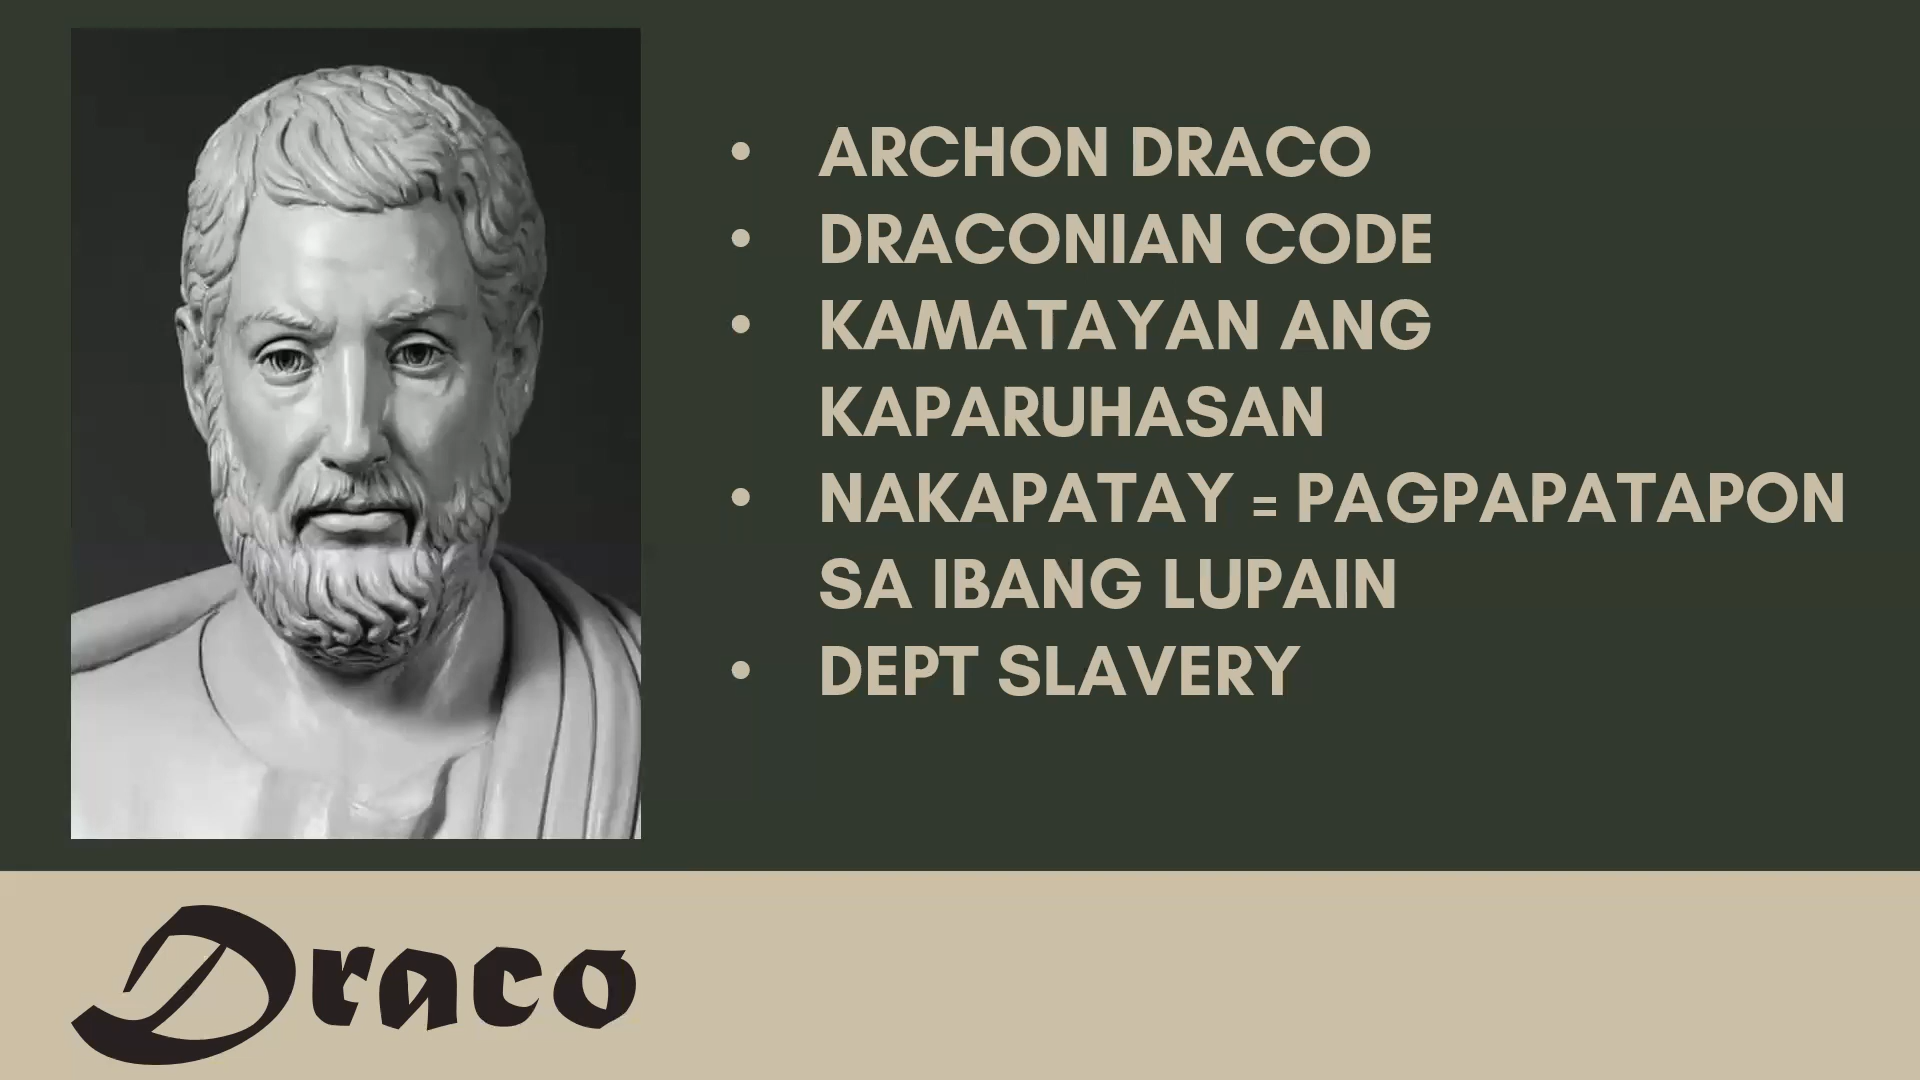 • ARCHON DRACO
• DRACONIAN CODE
• KAMATAYAN ANG
KAPARUHASAN
• NAKAPATAY = PAGPAPATAPON
SA IBANG LUPAIN
• DEPT SLAVERY
Draco